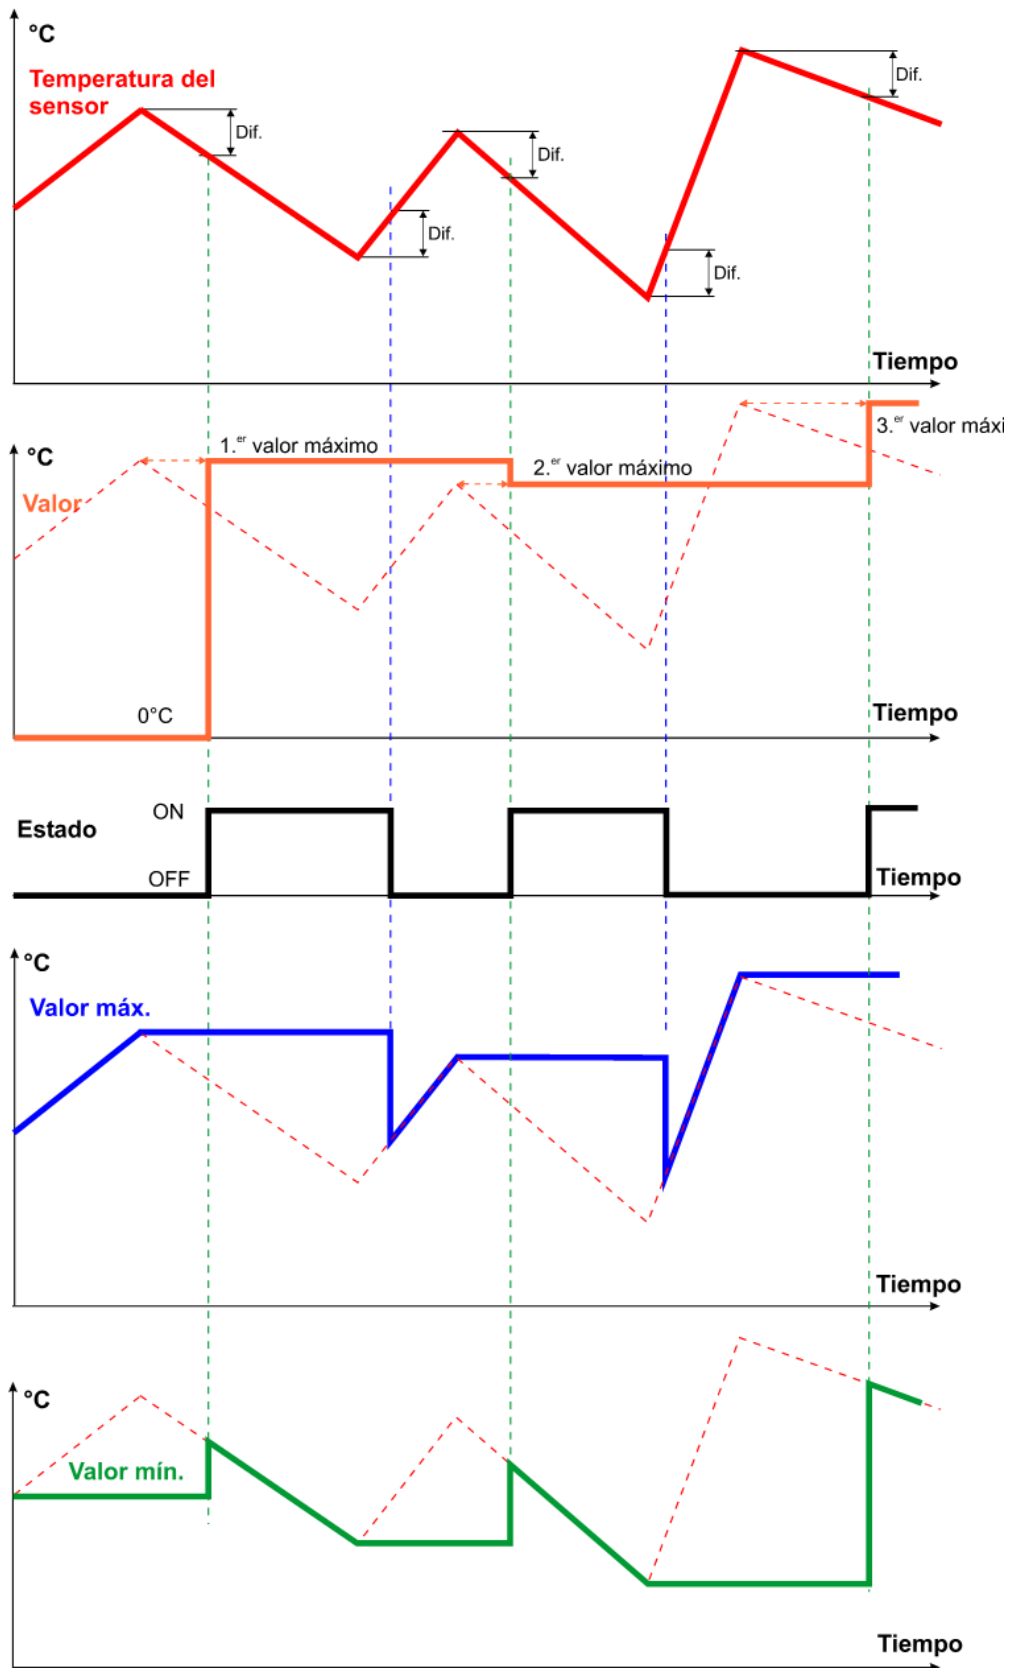 °C
Temperatura del
sensor
Dif.
Dif.
Dif.
Dif.
Dif.
Tiempo
°C
Valor
1.er valor máximo
2.er valor máximo
3.er valor máxi
0°C
Tiempo
Estado
ON
OFF
Tiempo
°C
Valor máx.
Tiempo
°C
Valor mín.
Tiempo